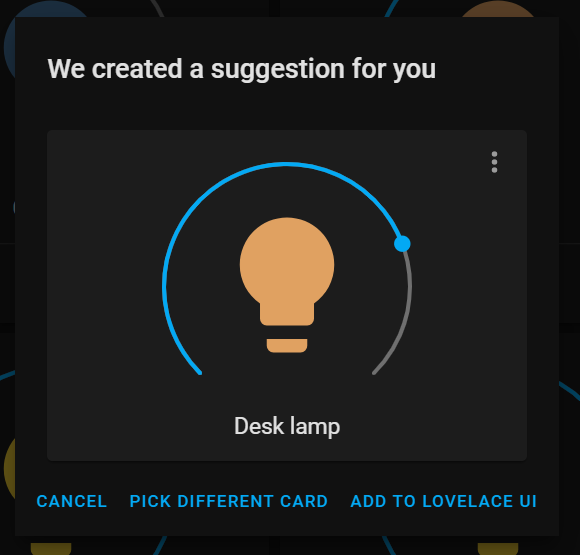 We created a suggestion for you
Desk lamp
CANCEL PICK DIFFERENT CARD ADD TO LOVELACE UI